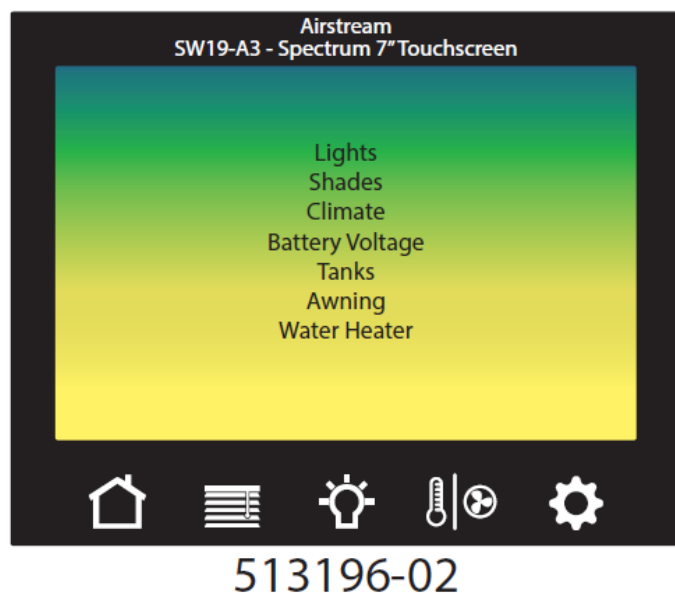 Airstream
SW19-A3 - Spectrum 7" Touchscreen
Lights
Shades
Climate
Battery Voltage
Tanks
Awning
Water Heater
513196-02